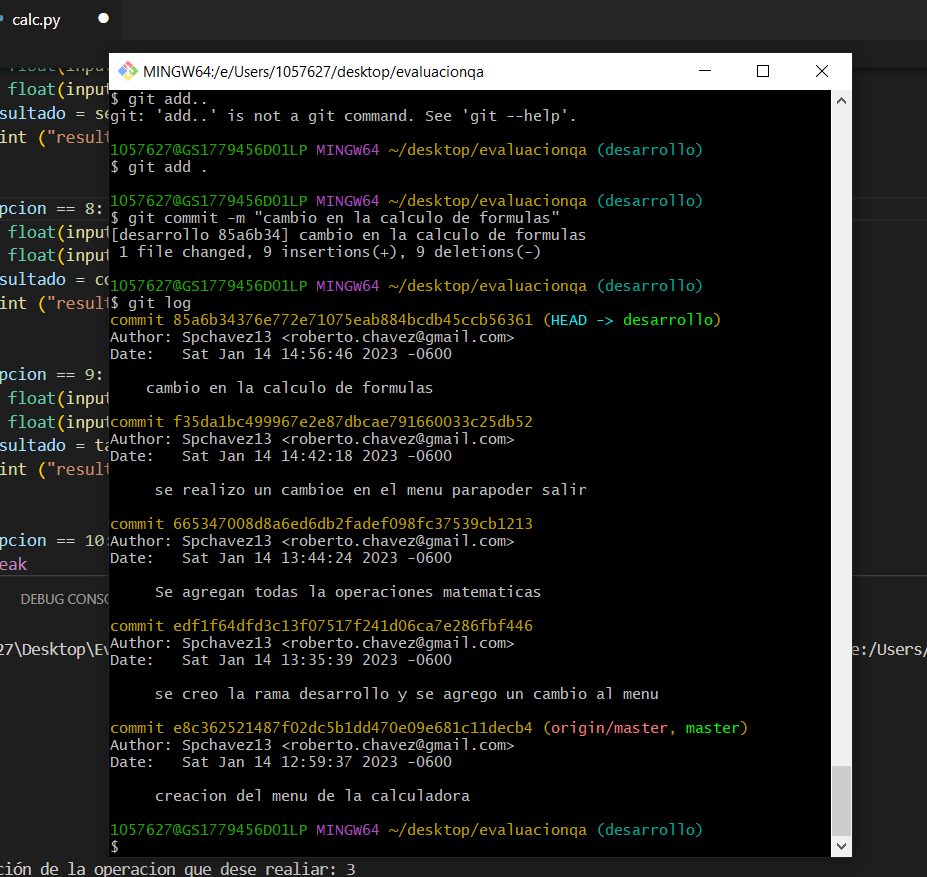 calc.py
MINGW64:/e/Users/1057627/desktop/evaluacionqa
float(input
float(input
sultado = se
int ("result
pcion == 8:
float(input
float(input
sultado = co
int ("result
pcion == 9:
float(input
float(input
sultado = ta
int ("result
pcion == 10:
eak
DEBUG CONSO
27\Desktop\Ev
e:/Users/
$ git add..
git: 'add..' is not a git command. See 'git --help'.
1057627@GS1779456D01LP MINGW64 ~/desktop/evaluacionqa (desarrollo)
$ git add .
1057627@GS1779456D01LP MINGW64 ~/desktop/evaluacionqa (desarrollo)
$ git commit -m "cambio en la calculo de formulas"
[desarrollo 85a6b34] cambio en la calculo de formulas
1 file changed, 9 insertions(+), 9 deletions(-)
1057627@GS1779456D01LP MINGW64 ~/desktop/evaluacionqa (desarrollo)
$ git log
commit 85a6b34376e772e71075eab884bcdb45ccb56361 (HEAD -> desarrollo)
Author: Spchavez13 <roberto.chavez@gmail.com>
Date:   Sat Jan 14 14:56:46 2023 -0600
cambio en la calculo de formulas
commit f35da1bc499967e2e87dbcae791660033c25db52
Author: Spchavez13 <roberto.chavez@gmail.com>
Date:   Sat Jan 14 14:42:18 2023 -0600
se realizo un cambioe en el menu parapoder salir
commit 665347008d8a6ed6db2fadef098fc37539cb1213
Author: Spchavez13 <roberto.chavez@gmail.com>
Date:   Sat Jan 14 13:44:24 2023 -0600
Se agregan todas la operaciones matematicas
commit edf1f64dfd3c13f07517f241d06ca7e286fbf446
Author: Spchavez13 <roberto.chavez@gmail.com>
Date:   Sat Jan 14 13:35:39 2023 -0600
se creo la rama desarrollo y se agrego un cambio al menu
commit e8c362521487f02dc5b1dd470e09e681c11decb4 (origin/master, master)
Author: Spchavez13 <roberto.chavez@gmail.com>
Date:   Sat Jan 14 12:59:37 2023 -0600
creacion del menu de la calculadora
1057627@GS1779456D01LP MINGW64 ~/desktop/evaluacionqa (desarrollo)
$
ción de la operacion que dese realiar: 3